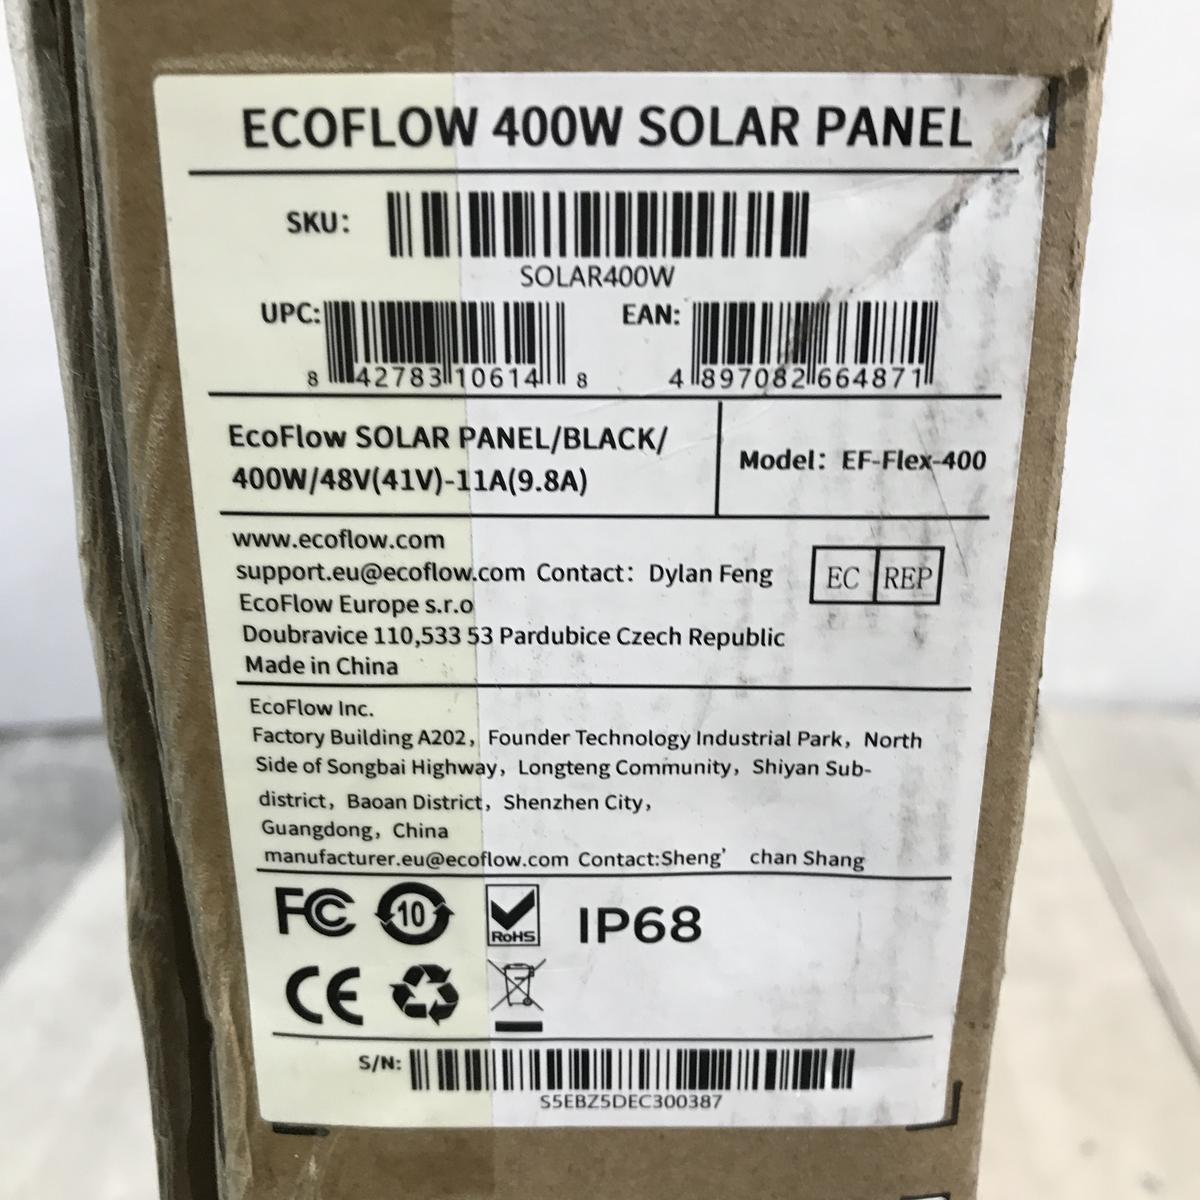 ECOFLOW 400W SOLAR PANEL
SKU:
SOLAR400W
UPC: EAN:
8 42783 10614 8 4 897082 664871
EcoFlow SOLAR PANEL/BLACK/
400W/48V(41V)-11A(9.8A)
Model: EF-Flex-400
www.ecoflow.com
support.eu@ecoflow.com Contact: Dylan Feng
EC REP
EcoFlow Europe s.r.o
Doubravice 110,533 53 Pardubice Czech Republic
Made in China
EcoFlow Inc.
Factory Building A202, Founder Technology Industrial Park, North
Side of Songbai Highway, Longteng Community, Shiyan Sub-
district, Baoan District, Shenzhen City,
Guangdong, China
manufacturer.eu@ecoflow.com Contact:Sheng' chan Shang
FC 10 RoHS IP68
CE
S/N:
S5EBZ5DEC300387